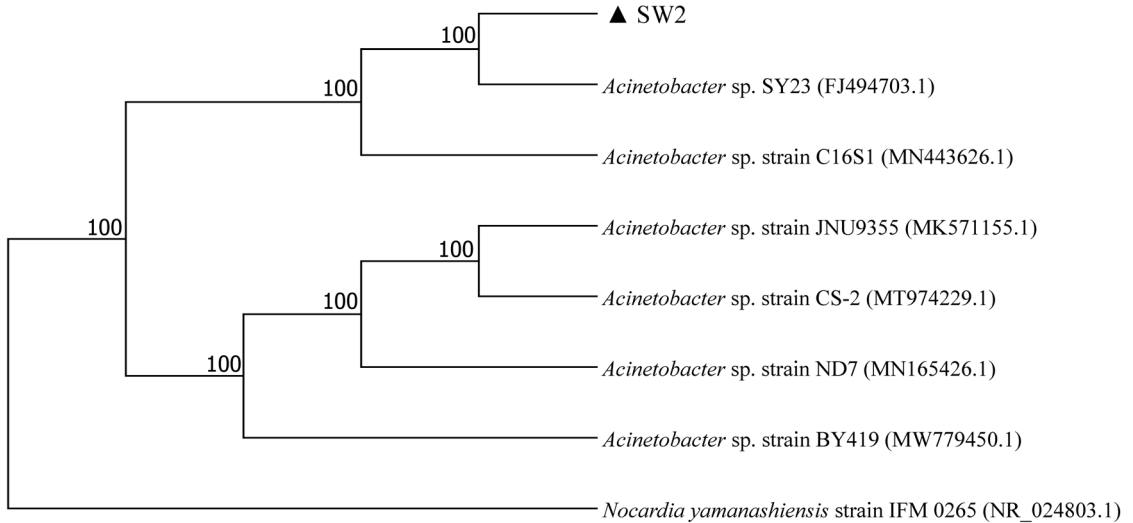 ▲ SW2
100
Acinetobacter sp. SY23 (FJ494703.1)
100
Acinetobacter sp. strain C16S1 (MN443626.1)
100
Acinetobacter sp. strain JNU9355 (MK571155.1)
100
Acinetobacter sp. strain CS-2 (MT974229.1)
100
Acinetobacter sp. strain ND7 (MN165426.1)
100
Acinetobacter sp. strain BY419 (MW779450.1)
Nocardia yamanashiensis strain IFM 0265 (NR_024803.1)